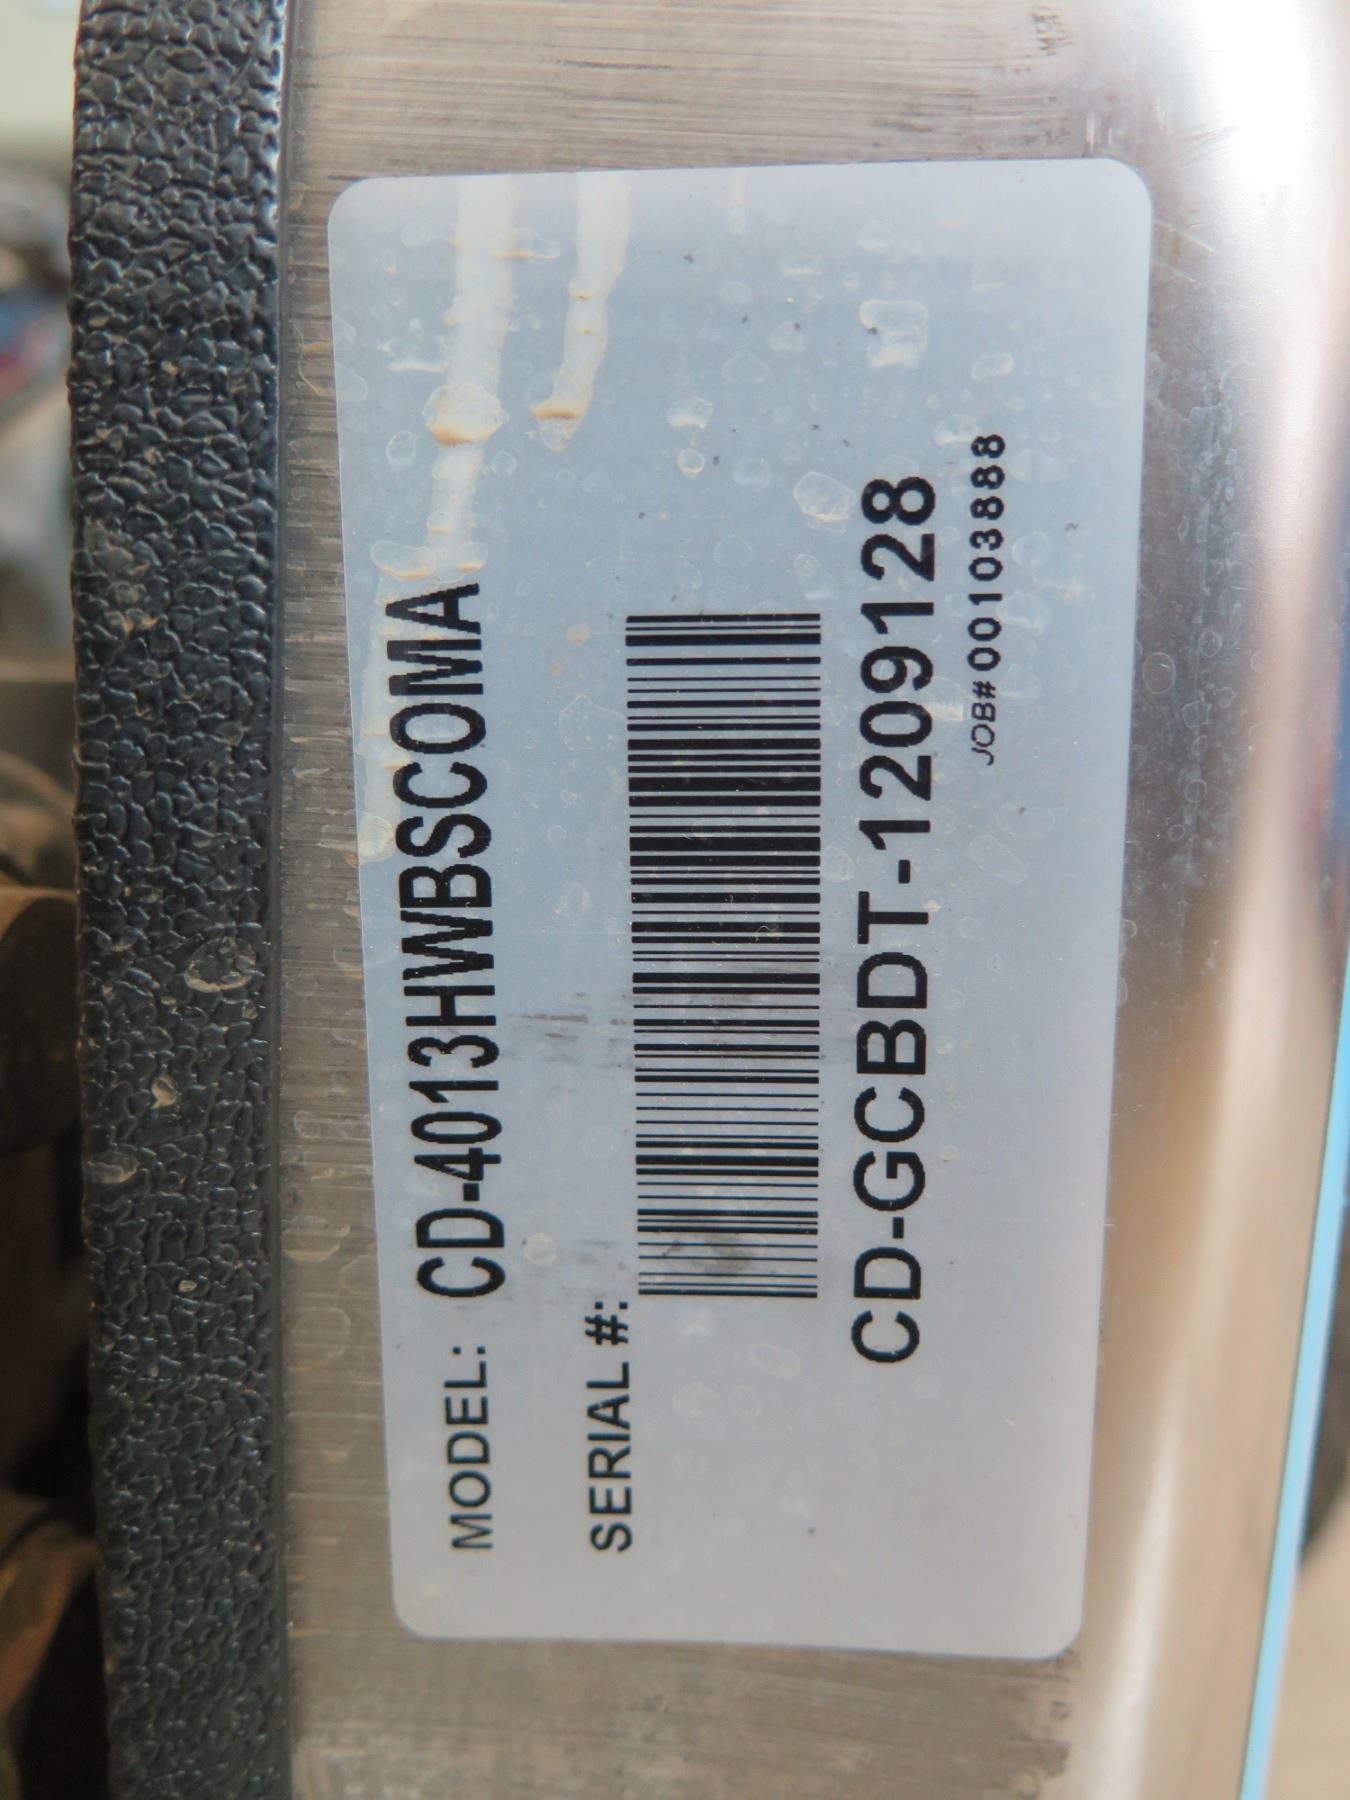 MODEL: CD-4013HWBSCOMA
SERIAL #:
CD-GCBDT-1209128
JOB# 00103888